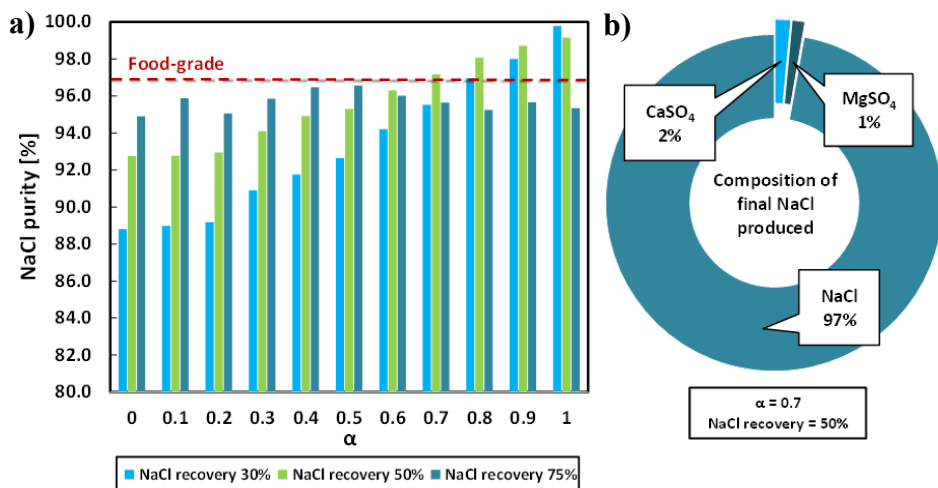 a)
NaCl purity [%]
100.0
98.0
96.0
94.0
92.0
90.0
88.0
86.0
84.0
82.0
80.0
Food-grade
0 0.1 0.2 0.3 0.4 0.5 0.6 0.7 0.8 0.9 1
α
NaCl recovery 30% NaCl recovery 50% NaCl recovery 75%
b)
CaSO₄
2%
MgSO₄
1%
Composition of
final NaCl
produced
NaCl
97%
α = 0.7
NaCl recovery = 50%